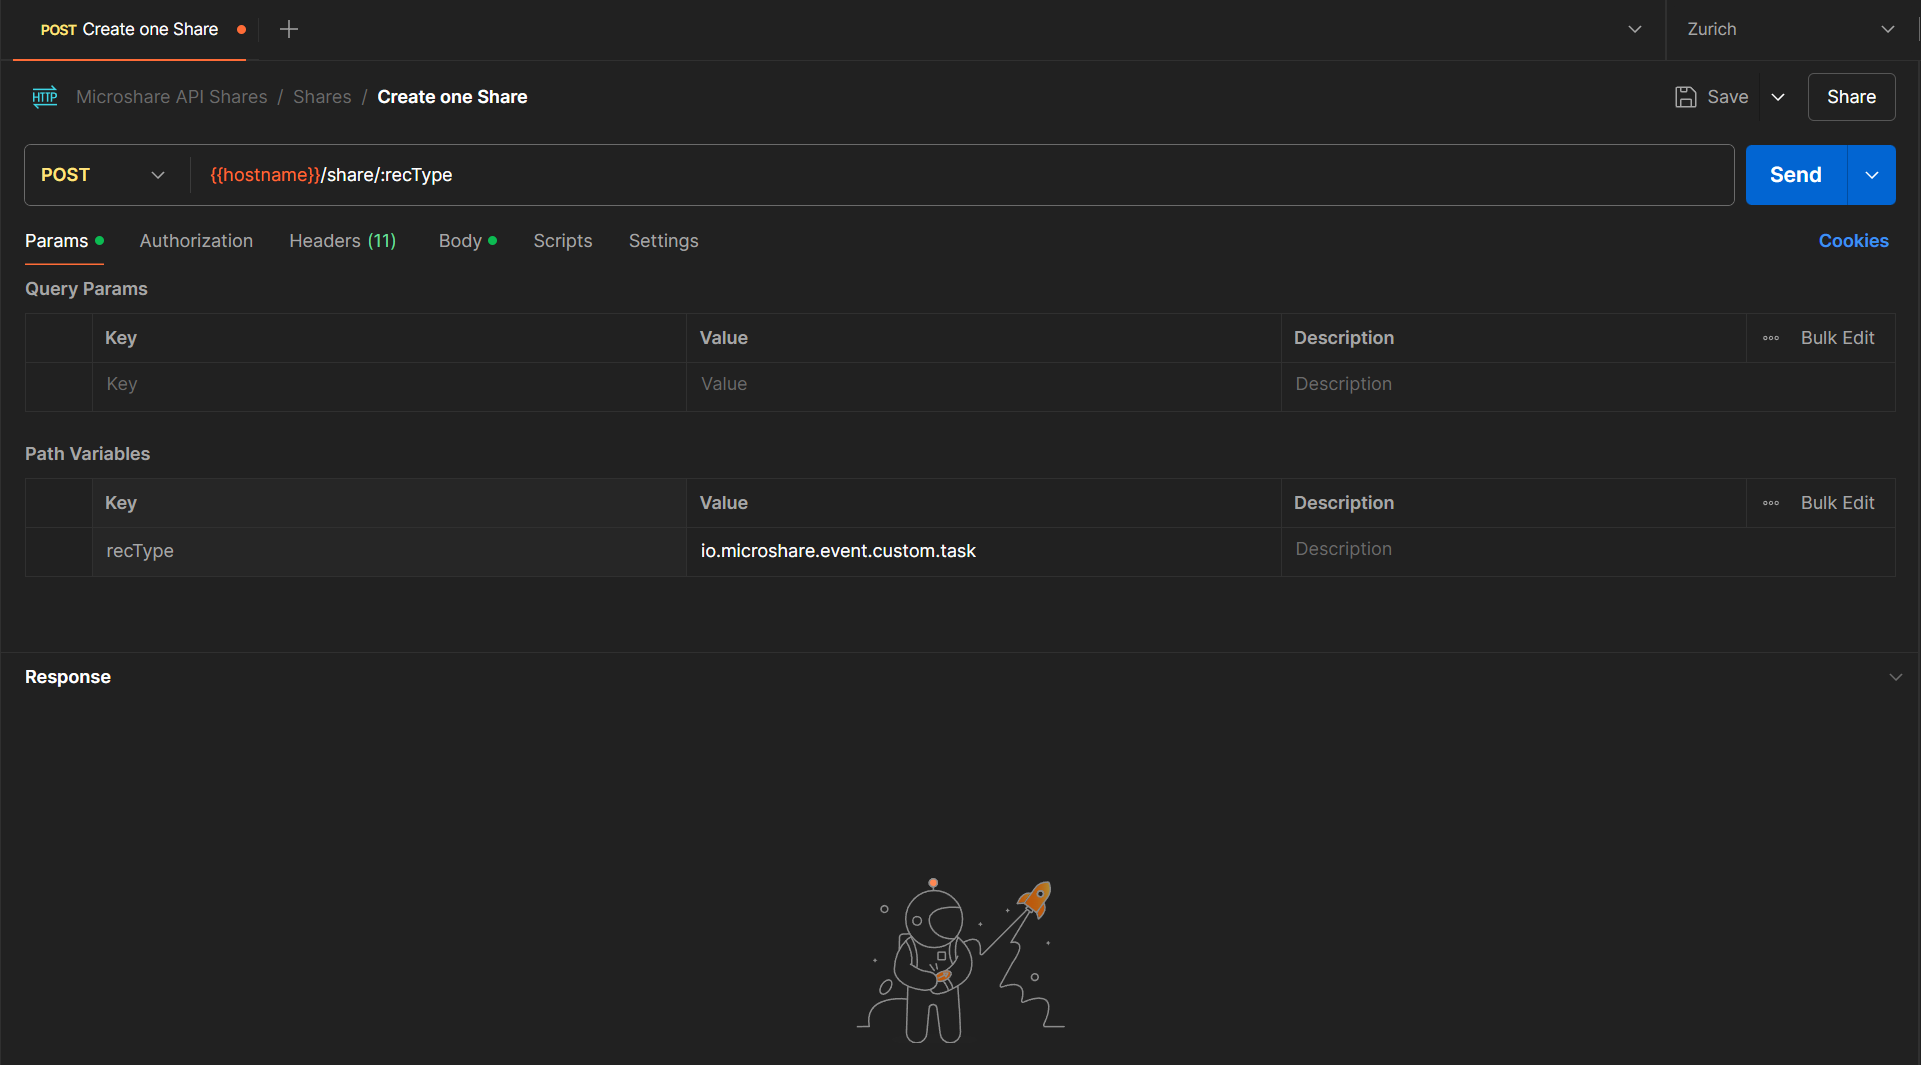 POST Create one Share
Zurich
HTTP Microshare API Shares / Shares / Create one Share
Save
Share
POST
{{hostname}}/share/:recType
Send
Params Authorization Headers (11) Body Scripts Settings Cookies
Query Params
Key Value Description Bulk Edit
Key Value Description
Path Variables
Key Value Description Bulk Edit
recType io.microshare.event.custom.task Description
Response